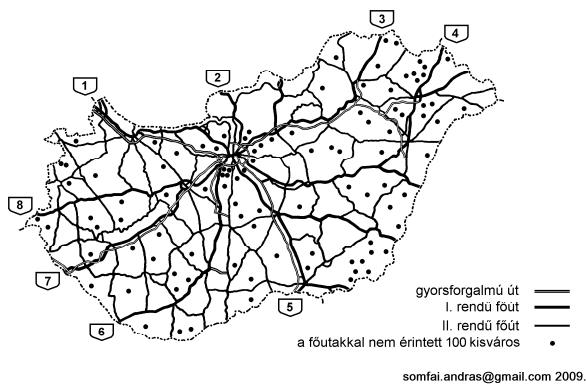 3
4
2
1
8
7
6
5
gyorsforgalmú út
I. rendü föút
II. rendű főút
a főutakkal nem érintett 100 kisváros
somfai.andras@gmail.com 2009.